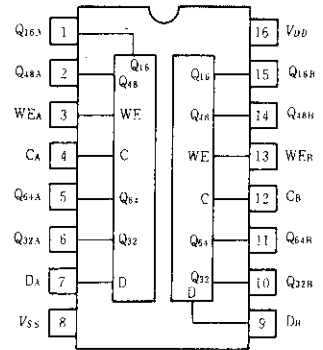 Q16A 1 16 VDD
Q16
Q48A 2 Q48 Q16 15 Q16B
WEA 3 WE Q48 14 Q48B
CA 4 C WE 13 WEB
Q64A 5 Q64 C 12 CB
Q32A 6 Q32 Q64 11 Q64B
DA 7 D Q32 10 Q32B
D
VSS 8 9 DB